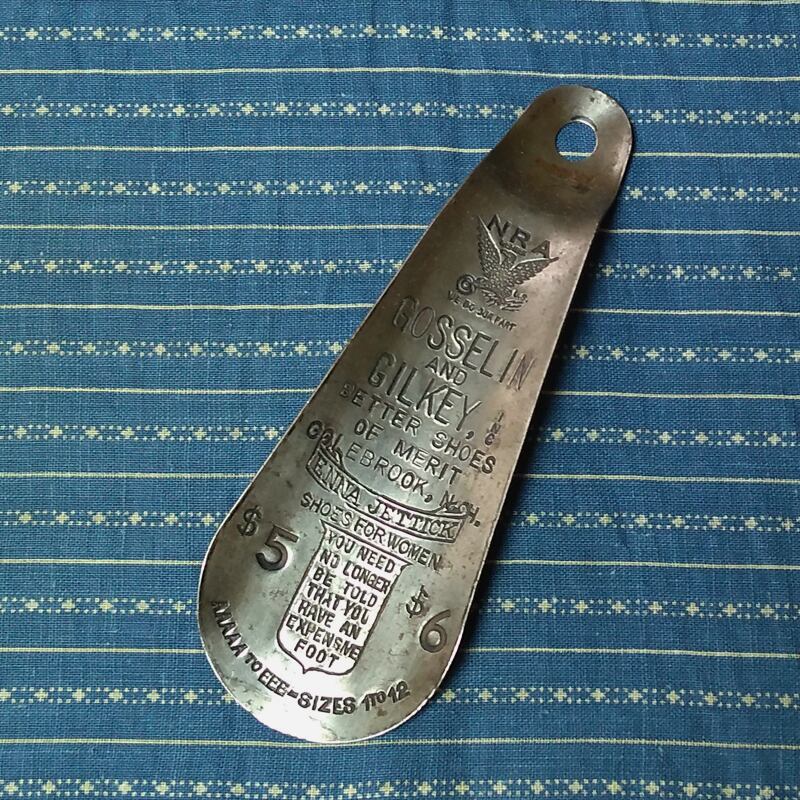 NRA
U.S.
WE DO OUR PART
GOSSELIN
AND
GILKEY, INC
BETTER SHOES
OF MERIT
COLEBROOK, N.H.
ENNA JETTICK
SHOES FOR WOMEN
$5
$6
YOU NEED
NO LONGER
BE TOLD
THAT YOU
HAVE AN
EXPENSIVE
FOOT
AAAAA TO EEE=SIZES 1 TO 12